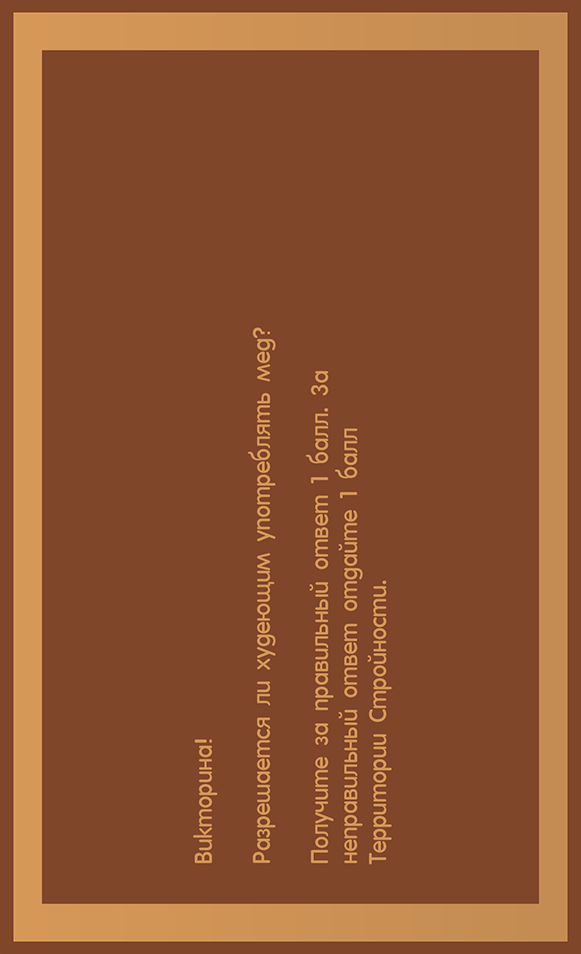 Викторина!
Разрешается ли худеющим употреблять мед?
Получите за правильный ответ 1 балл. За
неправильный ответ отдайте 1 балл
Территории Стройности.